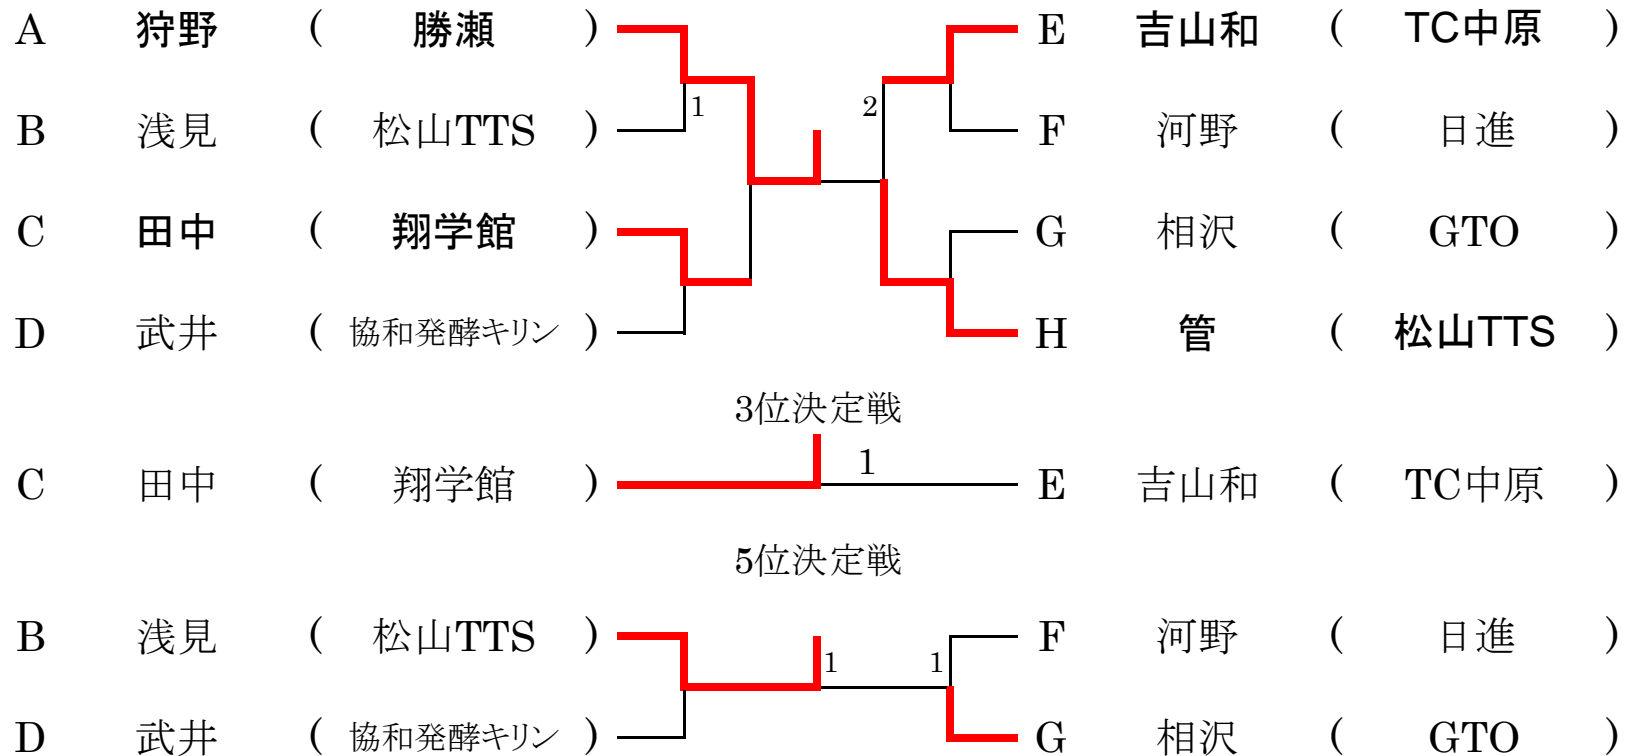 A 狩野 ( 勝瀬 ) E 吉山和 ( TC中原 )
1 2
B 浅見 ( 松山TTS ) F 河野 ( 日進 )
C 田中 ( 翔学館 ) G 相沢 ( GTO )
D 武井 ( 協和発酵キリン ) H 管 ( 松山TTS )
3位決定戦
1
C 田中 ( 翔学館 ) E 吉山和 ( TC中原 )
5位決定戦
B 浅見 ( 松山TTS ) F 河野 ( 日進 )
1 1
D 武井 ( 協和発酵キリン ) G 相沢 ( GTO )